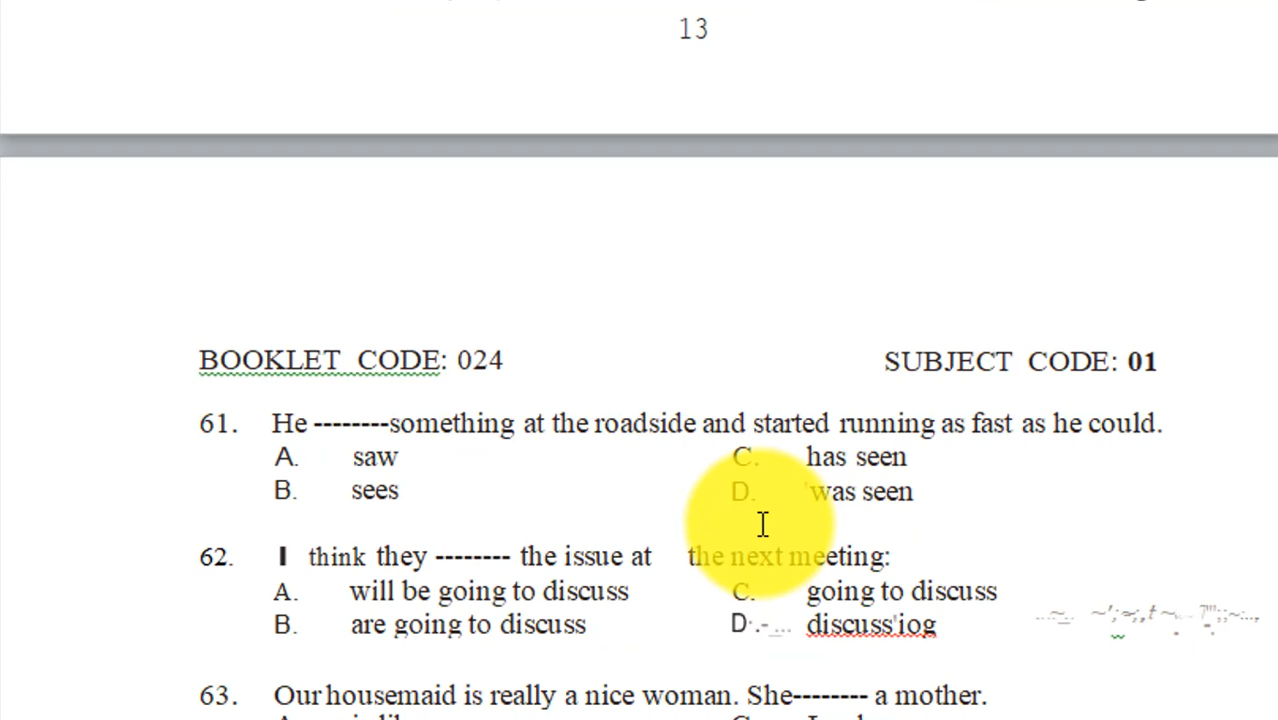 13
BOOKLET CODE: 024 SUBJECT CODE: 01
61. He --------something at the roadside and started running as fast as he could.
A. saw C. has seen
B. sees D. 'was seen
62. I think they -------- the issue at the next meeting:
A. will be going to discuss C. going to discuss
B. are going to discuss D·.-_... discuss'iog
63. Our housemaid is really a nice woman. She-------- a mother.